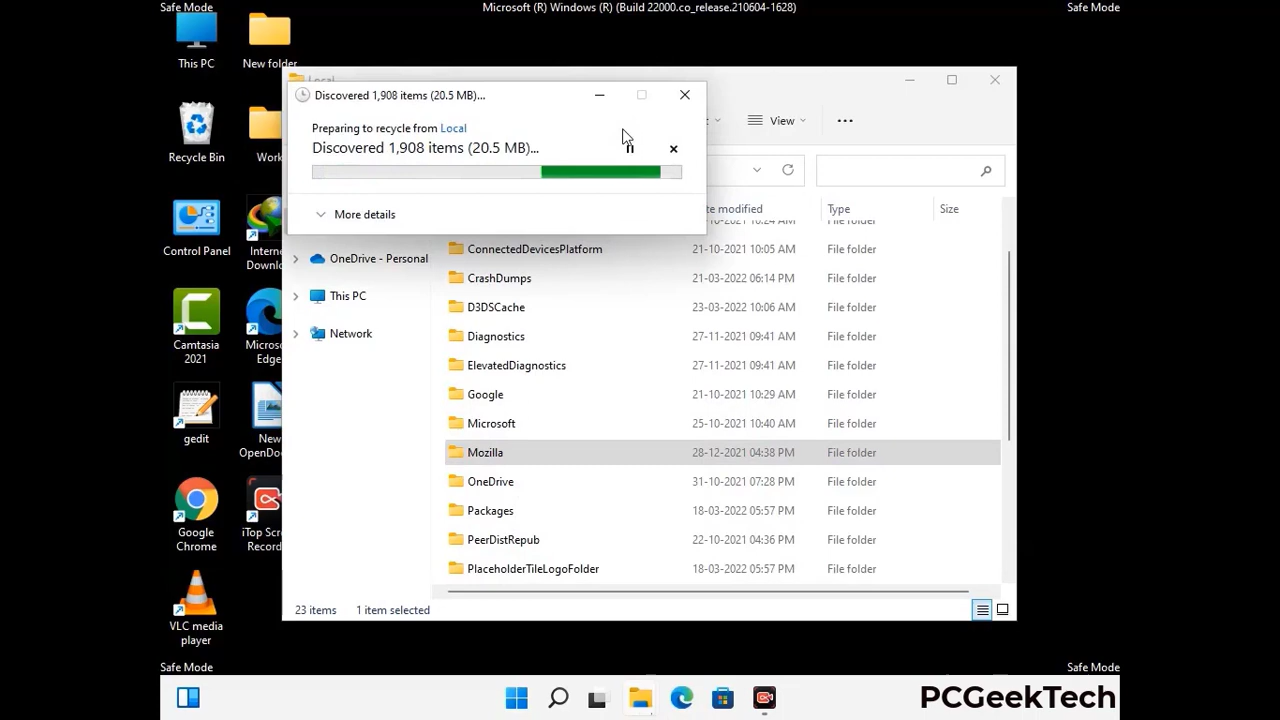 Safe Mode
Microsoft (R) Windows (R) (Build 22000.co_release.210604-1628)
Safe Mode
This PC
New folder
Recycle Bin
Work
Control Panel
Intern
Downlo
Camtasia
2021
Micros
Edge
gedit
New
OpenDo
Google
Chrome
iTop Scr
Record
VLC media
player
Local
Discovered 1,908 items (20.5 MB)...
Preparing to recycle from Local
Discovered 1,908 items (20.5 MB)...
More details
View
te modified
Type
Size
OneDrive - Personal
This PC
Network
File folder
ConnectedDevicesPlatform 21-10-2021 10:05 AM File folder
CrashDumps 21-03-2022 06:14 PM File folder
D3DSCache 23-03-2022 10:06 AM File folder
Diagnostics 27-11-2021 09:41 AM File folder
ElevatedDiagnostics 27-11-2021 09:41 AM File folder
Google 21-10-2021 10:29 AM File folder
Microsoft 25-10-2021 10:40 AM File folder
Mozilla 28-12-2021 04:38 PM File folder
OneDrive 31-10-2021 07:28 PM File folder
Packages 18-03-2022 05:57 PM File folder
PeerDistRepub 22-10-2021 04:36 PM File folder
PlaceholderTileLogoFolder 18-03-2022 05:57 PM File folder
23 items 1 item selected
Safe Mode
Safe Mode
PCGeekTech